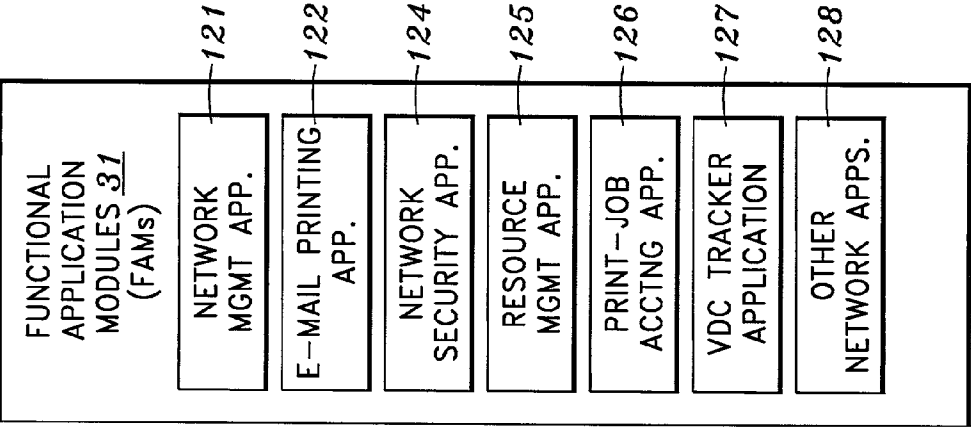 FUNCTIONAL
APPLICATION
MODULES 31
(FAMs)
NETWORK
MGMT APP.
121
E-MAIL PRINTING
APP.
122
NETWORK
SECURITY APP.
124
RESOURCE
MGMT APP.
125
PRINT-JOB
ACCTNG APP.
126
VDC TRACKER
APPLICATION
127
OTHER
NETWORK APPS.
128